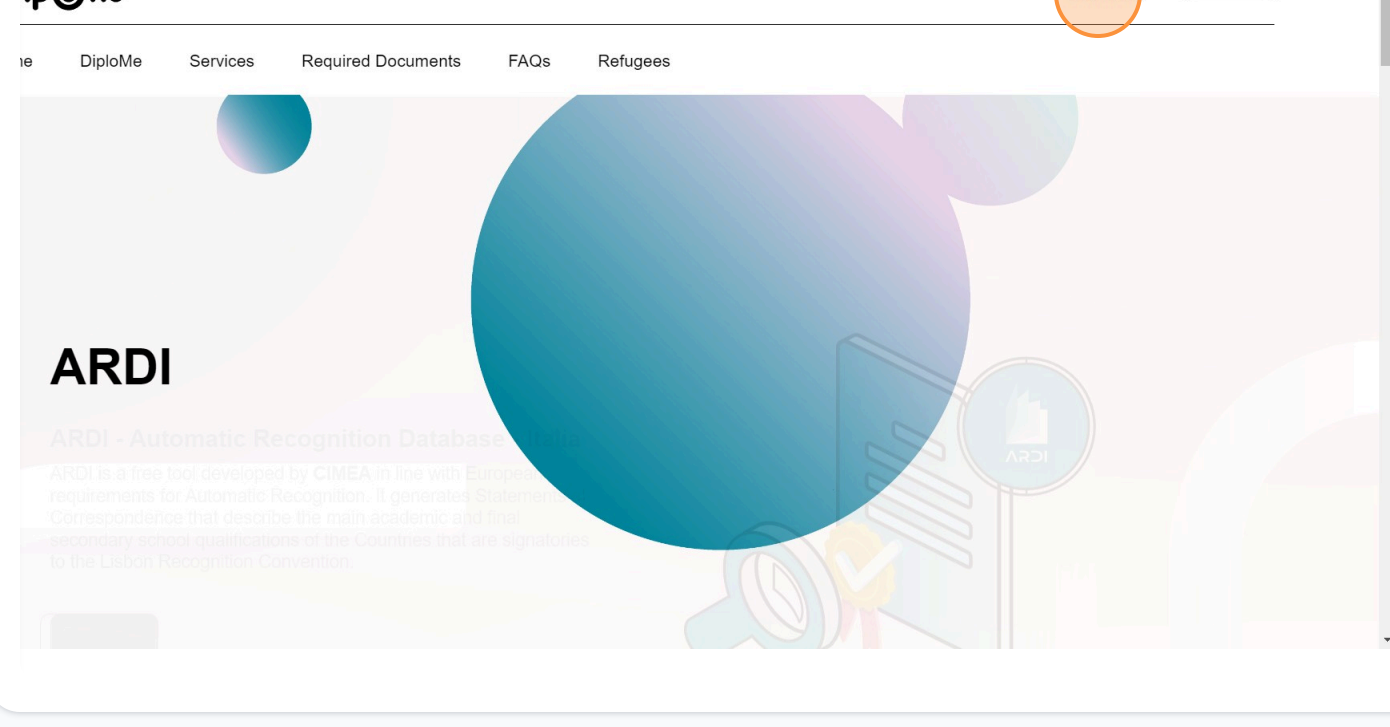 DiploMe Services Required Documents FAQs Refugees
ARDI
ARDI - Automatic Recognition Database - Italia
ARDI is a free tool developed by CIMEA in line with European
requirements for Automatic Recognition. It generates Statements
Correspondence that describe the main academic and final
secondary school qualifications of the Countries that are signatories
to the Lisbon Recognition Convention.
ARDI